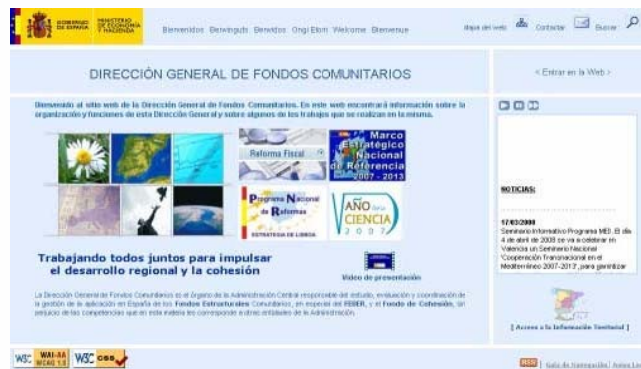 GOBIERNO DE ESPAÑA
MINISTERIO DE ECONOMÍA Y HACIENDA
Bienvenidos Benvinguts Benvidos Ongi Etorri Welcome Bienvenue
Mapa del web Contactar Buscar
DIRECCIÓN GENERAL DE FONDOS COMUNITARIOS
< Entrar en la Web >
Bienvenido al sitio web de la Dirección General de Fondos Comunitarios. En este web encontrará información sobre la
organización y funciones de esta Dirección General y sobre algunos de los trabajos que se realizan en la misma.
Reforma Fiscal
Marco
Estratégico
Nacional
de Referencia
2007 - 2013
Programa Nacional
de Reformas
ESTRATEGIA DE LISBOA
AÑO de la
CIENCIA
2 0 0 7
NOTICIAS:
17/03/2008
Seminario Informativo Programa MED. El día
4 de abril de 2008 se va a celebrar en
Valencia un Seminario Nacional
"Cooperación Transnacional en el
Mediterráneo 2007-2013", para garantizar
Trabajando todos juntos para impulsar
el desarrollo regional y la cohesión
Vídeo de presentación
La Dirección General de Fondos Comunitarios es el órgano de la Administración Central responsable del estudio, evaluación y coordinación de
la gestión de la aplicación en España de los Fondos Estructurales Comunitarios, en especial del FEDER, y el Fondo de Cohesión, sin
perjuicio de las competencias que en esta materia les corresponde a otras entidades de la Administración.
[ Acceso a la Información Territorial ]
W3C WAI-AA WCAG 1.0
W3C css
RSS | Guía de Navegación | Aviso